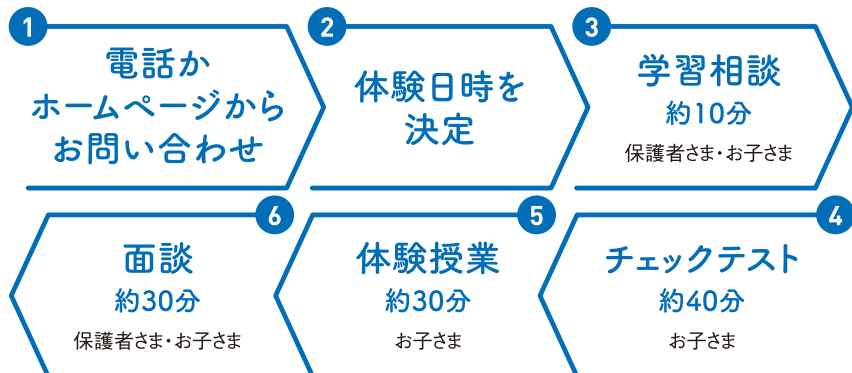 1
電話か
ホームページから
お問い合わせ
2
体験日時を
決定
3
学習相談
約10分
保護者さま・お子さま
4
チェックテスト
約40分
お子さま
5
体験授業
約30分
お子さま
6
面談
約30分
保護者さま・お子さま